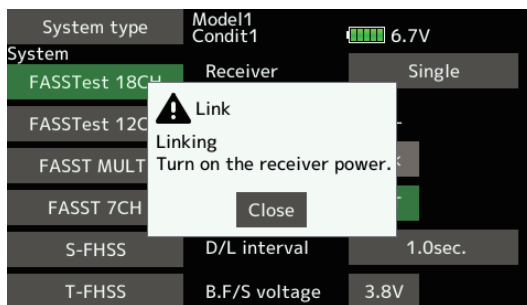 System type
Model1
Condit1
6.7V
System
FASSTest 18CH
Receiver
Single
FASSTest 12C
FASST MULT
FASST 7CH
S-FHSS
T-FHSS
Link
Linking
Turn on the receiver power.
Close
D/L interval
1.0sec.
B.F/S voltage
3.8V